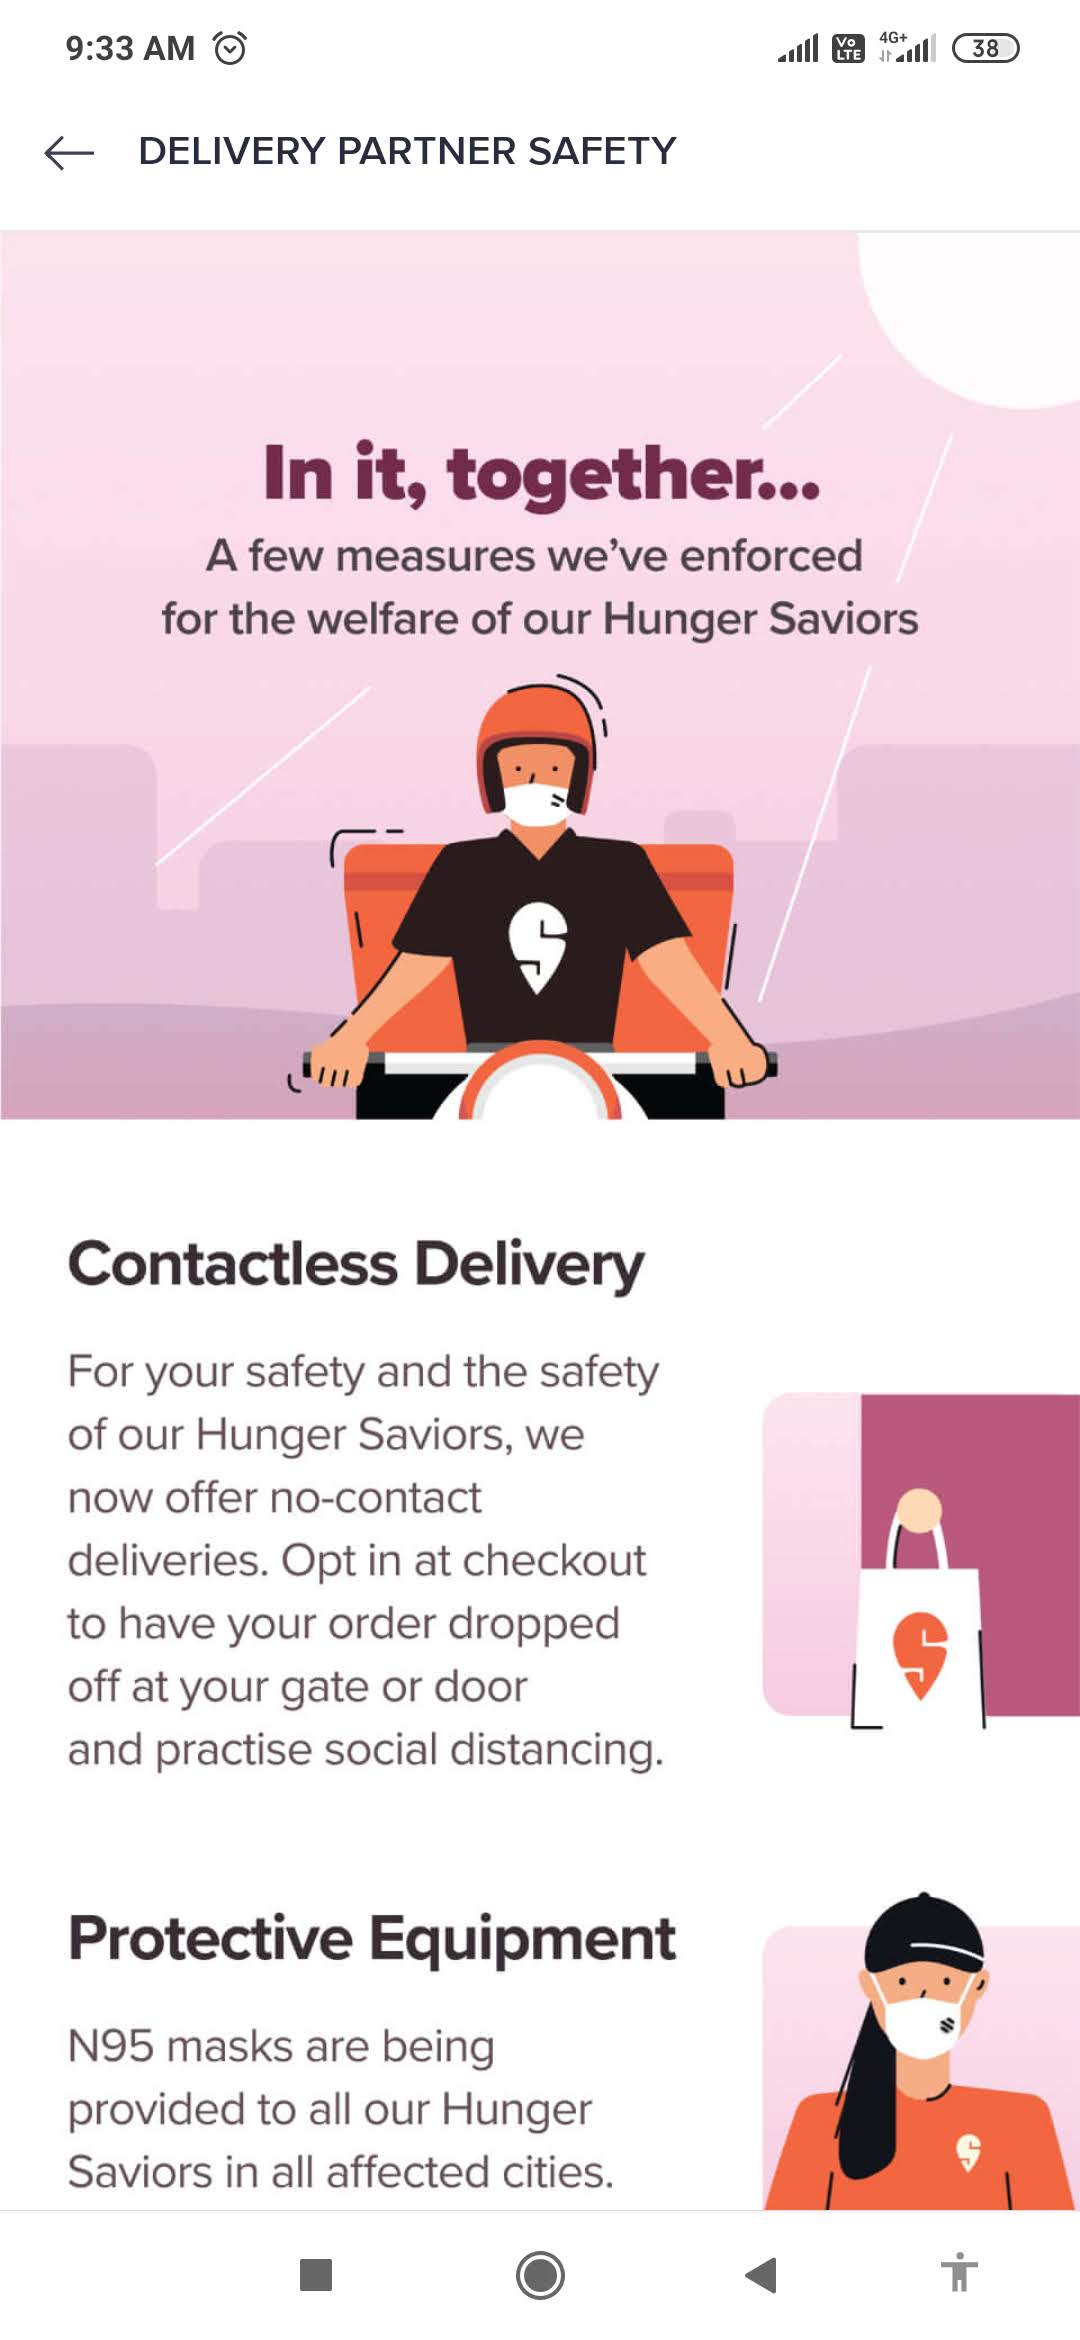 9:33 AM
Vo
LTE
4G+
38
DELIVERY PARTNER SAFETY
In it, together...
A few measures we've enforced
for the welfare of our Hunger Saviors
Contactless Delivery
For your safety and the safety
of our Hunger Saviors, we
now offer no-contact
deliveries. Opt in at checkout
to have your order dropped
off at your gate or door
and practise social distancing.
Protective Equipment
N95 masks are being
provided to all our Hunger
Saviors in all affected cities.